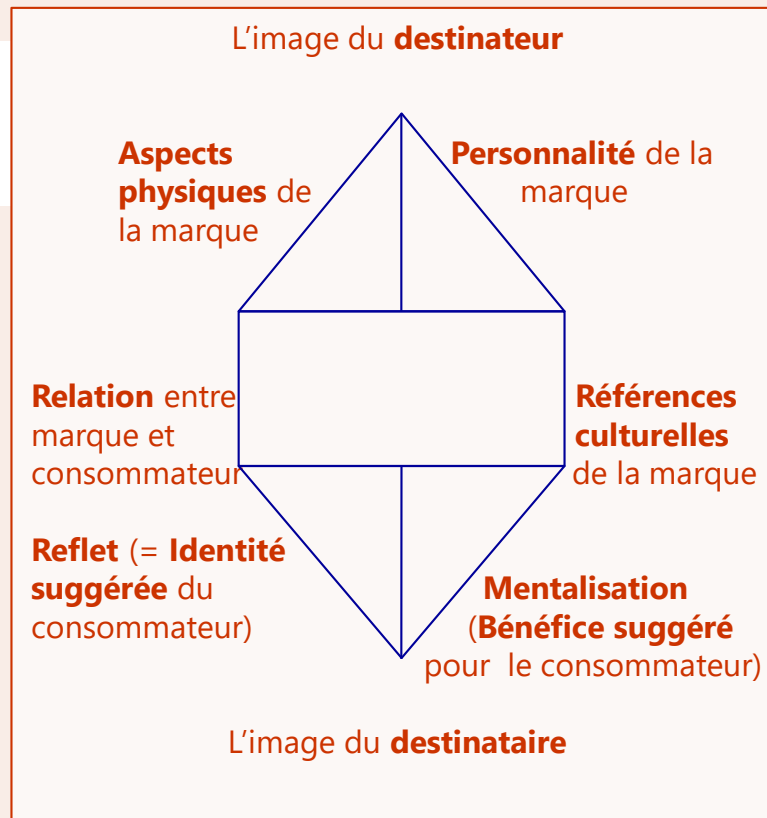 L’image du destinateur
Aspects
physiques de
la marque
Personnalité de la
marque
Relation entre
marque et
consommateur
Références
culturelles
de la marque
Reflet (= Identité
suggérée du
consommateur)
Mentalisation
(Bénéfice suggéré
pour le consommateur)
L’image du destinataire